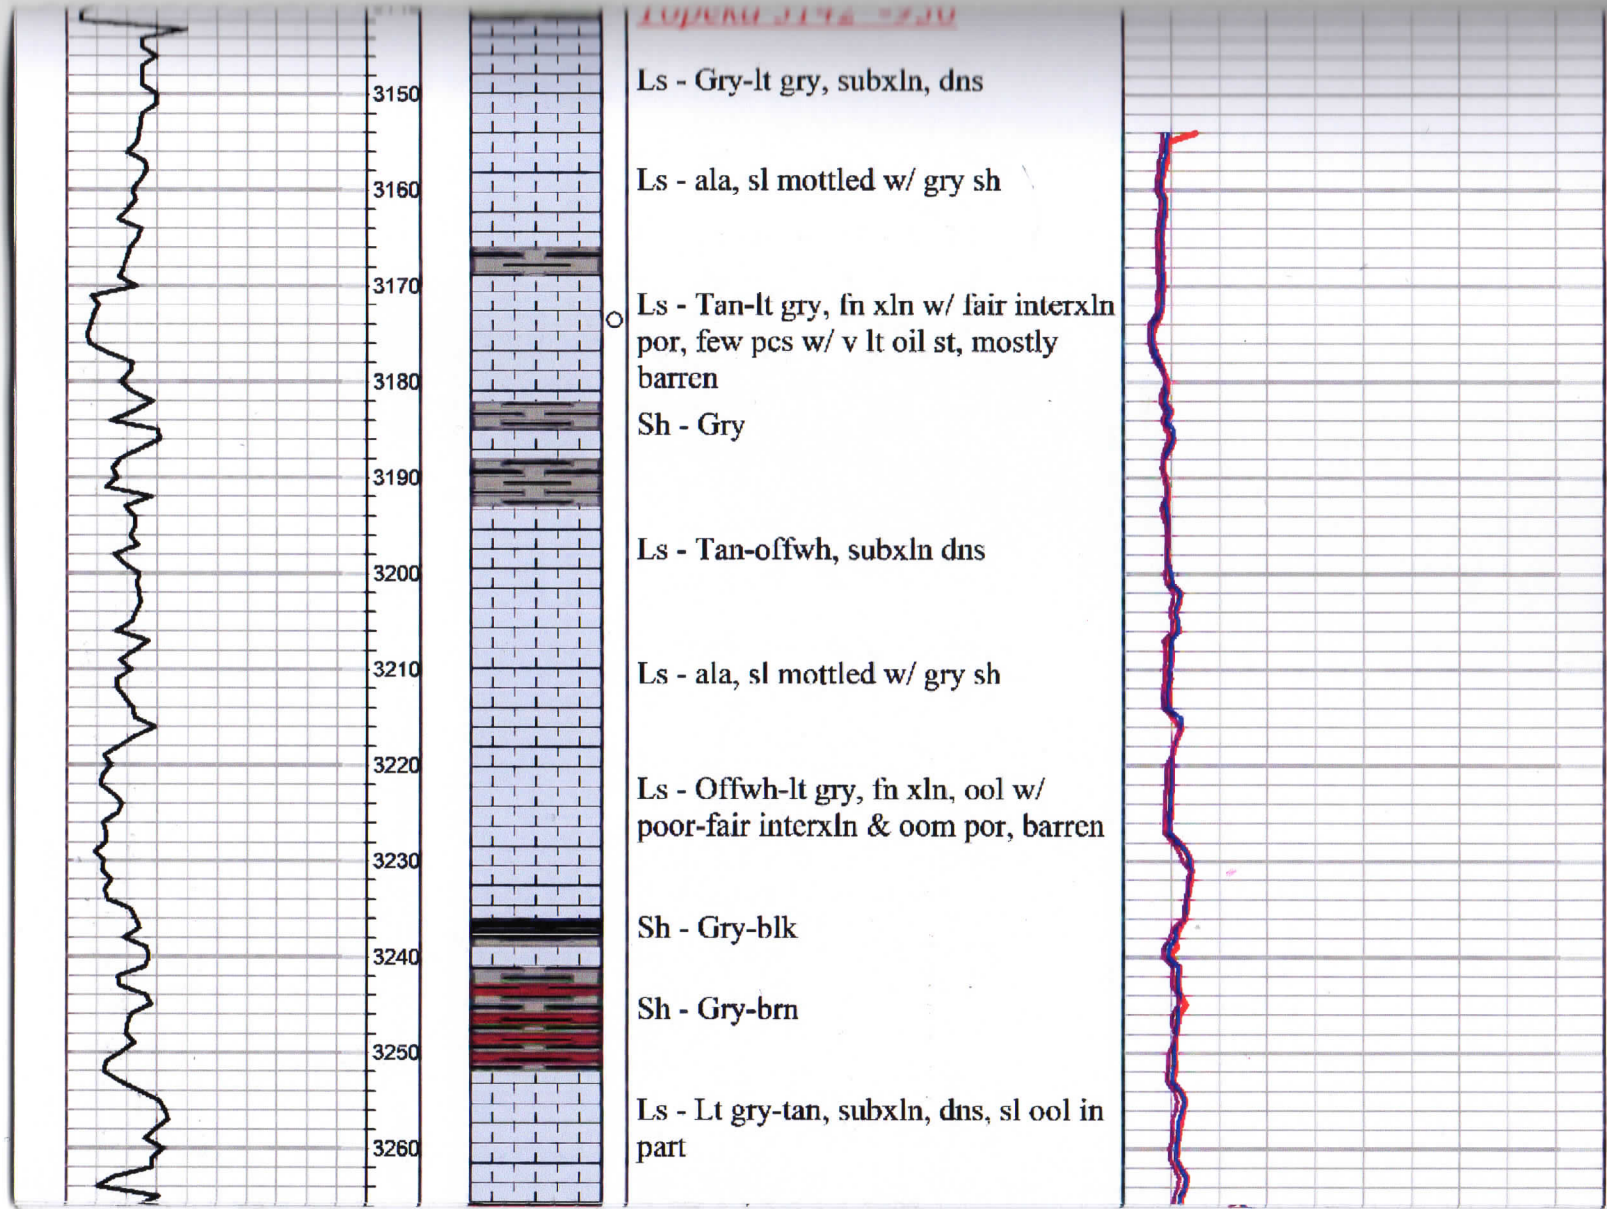 Topeka 3142 -930
Ls - Gry-lt gry, subxln, dns
3150
Ls - ala, sl mottled w/ gry sh
3160
3170
Ls - Tan-lt gry, fn xln w/ fair interxln
por, few pcs w/ v lt oil st, mostly
barren
3180
Sh - Gry
3190
Ls - Tan-offwh, subxln dns
3200
Ls - ala, sl mottled w/ gry sh
3210
3220
Ls - Offwh-lt gry, fn xln, ool w/
poor-fair interxln & oom por, barren
3230
Sh - Gry-blk
3240
Sh - Gry-brn
3250
Ls - Lt gry-tan, subxln, dns, sl ool in
part
3260